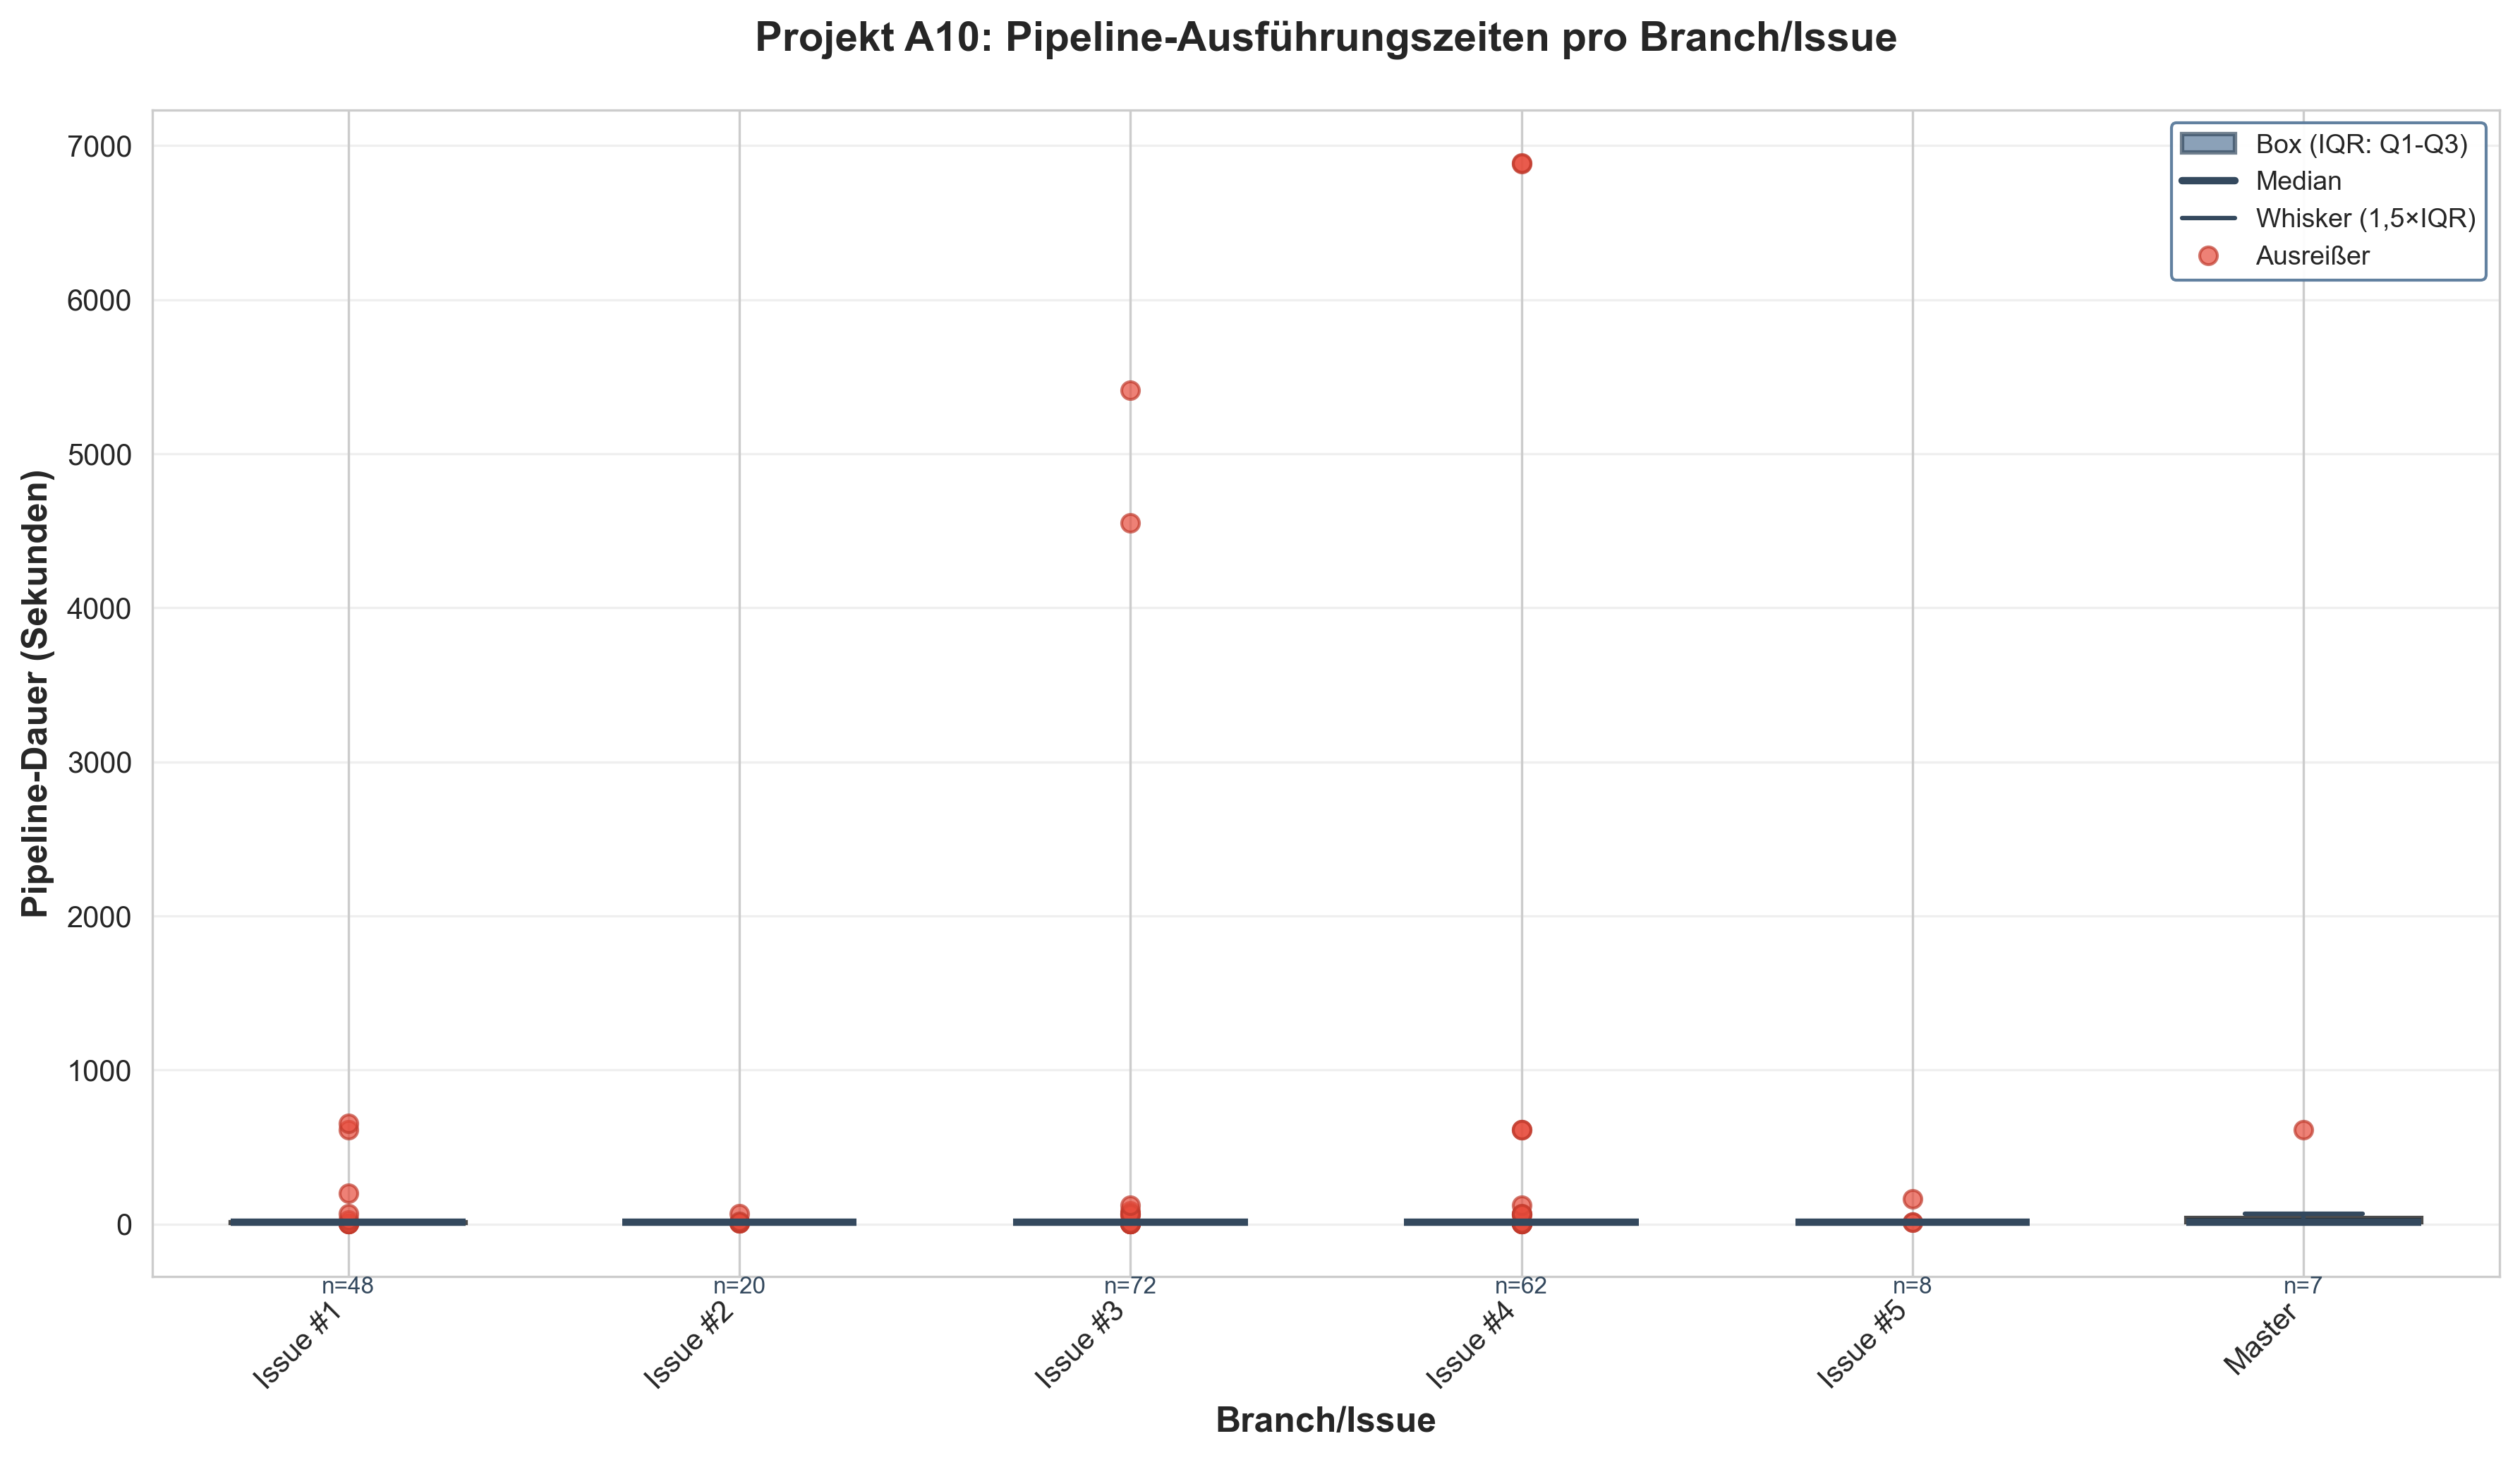 Projekt A10: Pipeline-Ausführungszeiten pro Branch/Issue
Box (IQR: Q1-Q3)
Median
Whisker (1,5×IQR)
Ausreißer
Pipeline-Dauer (Sekunden)
7000
6000
5000
4000
3000
2000
1000
0
n=48
n=20
n=72
n=62
n=8
n=7
Issue #1
Issue #2
Issue #3
Issue #4
Issue #5
Master
Branch/Issue